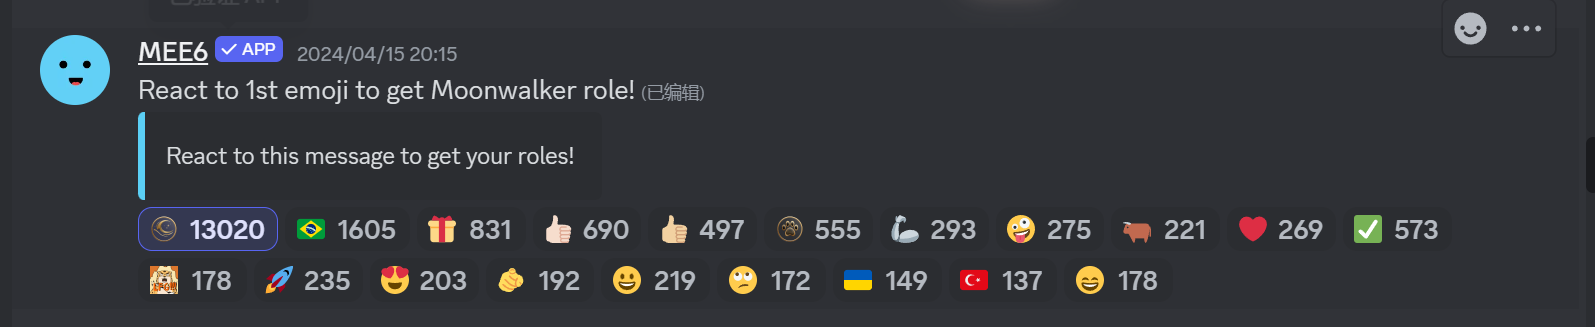 MEE6 ✓ APP 2024/04/15 20:15
React to 1st emoji to get Moonwalker role! (已编辑)
React to this message to get your roles!
13020 1605 831 690 497 555 293 275 221 269 573
178 235 203 192 219 172 149 137 178